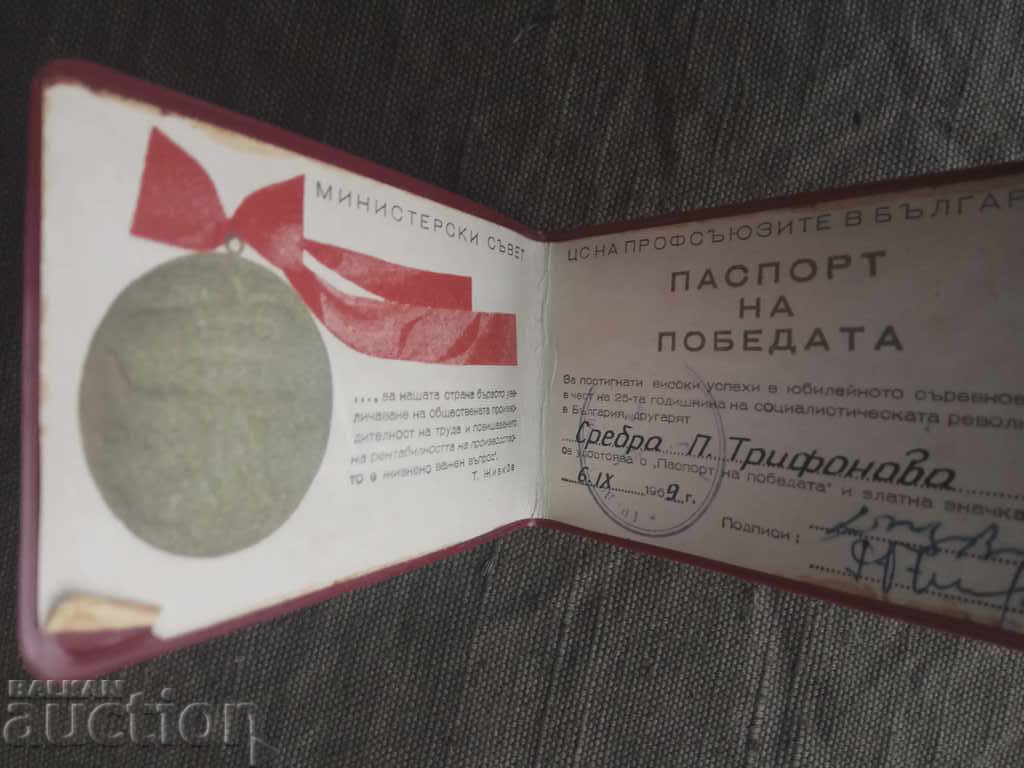 МИНИСТЕРСКИ СЪВЕТ
„..., за нашата страна бързото уве-
личаване на обществената произво-
дителност на труда и повишаването
на рентабилността на производство-
то е жизнено важен въпрос“.
Т. Живков
ЦС НА ПРОФСЪЮЗИТЕ В БЪЛГАР
ПАСПОРТ
НА
ПОБЕДАТА
За постигнати високи успехи в юбилейното съревнов
в чест на 25-та годишнина на социалистическата револ
в България, другарят
Сребра П. Трифонова
се удостоява с „Паспорт на победата“ и златна значка
6. IX 1969 г.
Подписи:
BALKAN
auction